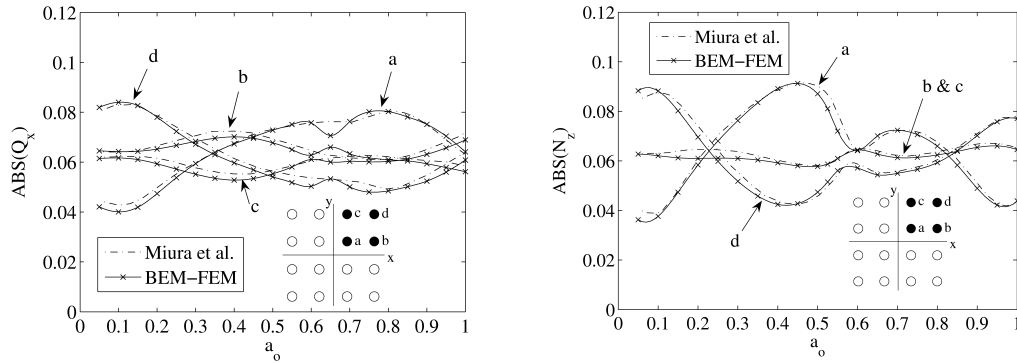 0.12
0.1
0.08
0.06
0.04
0.02
0
ABS(Q_x)
d
b
a
c
y
c d
a b
x
Miura et al.
BEM−FEM
0 0.1 0.2 0.3 0.4 0.5 0.6 0.7 0.8 0.9 1
a_o
0.12
0.1
0.08
0.06
0.04
0.02
0
ABS(N_z)
Miura et al.
BEM−FEM
a
b & c
d
y
c d
a b
x
0 0.1 0.2 0.3 0.4 0.5 0.6 0.7 0.8 0.9 1
a_o